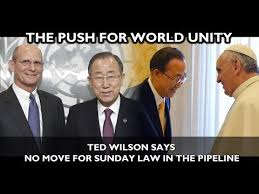 THE PUSH FOR WORLD UNITY
TED WILSON SAYS
NO MOVE FOR SUNDAY LAW IN THE PIPELINE